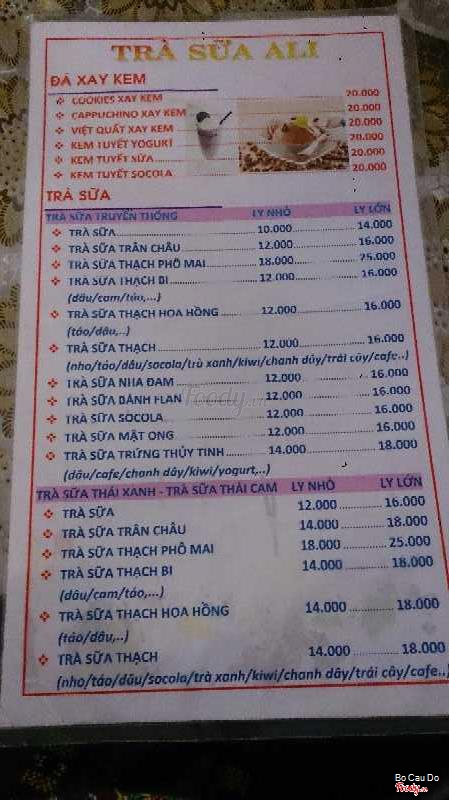 TRÀ SỮA ALI
ĐÁ XAY KEM
❖ COOKIES XAY KEM 20.000
❖ CAPPUCHINO XAY KEM 20.000
❖ VIỆT QUẤT XAY KEM 20.000
❖ KEM TUYẾT YOGURT 20.000
❖ KEM TUYẾT SỮA 20.000
❖ KEM TUYẾT SOCOLA 20.000
TRÀ SỮA
TRÀ SỮA TRUYỀN THỐNG LY NHỎ LY LỚN
❖ TRÀ SỮA 10.000 14.000
❖ TRÀ SỮA TRÂN CHÂU 12.000 16.000
❖ TRÀ SỮA THẠCH PHÔ MAI 18.000 25.000
❖ TRÀ SỮA THẠCH BI 12.000 16.000
(dâu/cam/táo,...)
❖ TRÀ SỮA THẠCH HOA HỒNG 12.000 16.000
(táo/dâu,..)
❖ TRÀ SỮA THẠCH 12.000 16.000
(nho/táo/dâu/socola/trà xanh/kiwi/chanh dây/trái cây/cafe..)
❖ TRÀ SỮA NHA ĐAM 12.000 16.000
❖ TRÀ SỮA BÁNH FLAN 12.000 16.000
❖ TRÀ SỮA SOCOLA 12.000 16.000
❖ TRÀ SỮA MẬT ONG 12.000 16.000
❖ TRÀ SỮA TRỨNG THỦY TINH 14.000 18.000
(dâu/cafe/chanh dây/kiwi/yogurt,..)
TRÀ SỮA THÁI XANH - TRÀ SỮA THÁI CAM LY NHỎ LY LỚN
❖ TRÀ SỮA 12.000 16.000
❖ TRÀ SỮA TRÂN CHÂU 14.000 18.000
❖ TRÀ SỮA THẠCH PHÔ MAI 18.000 25.000
❖ TRÀ SỮA THẠCH BI 14.000 18.000
(dâu/cam/táo,...)
❖ TRÀ SỮA THẠCH HOA HỒNG 14.000 18.000
(táo/dâu,..)
❖ TRÀ SỮA THẠCH 14.000 18.000
(nho/táo/dâu/socola/trà xanh/kiwi/chanh dây/trái cây/cafe..)
Foody.vn
Bo Cau Do
Foody.vn